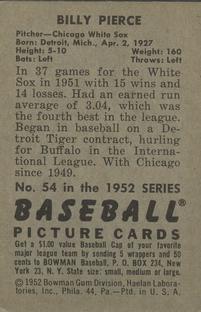 BILLY PIERCE
Pitcher—Chicago White Sox
Born: Detroit, Mich., Apr. 2, 1927
Height: 5-10 Weight: 160
Bats: Left Throws: Left
In 37 games for the White
Sox in 1951 with 15 wins and
14 losses. Had an earned run
average of 3.04, which was
the fourth best in the league.
Began in baseball on a De-
troit Tiger contract, hurling
for Buffalo in the Interna-
tional League. With Chicago
since 1949.
No. 54 in the 1952 SERIES
BASEBALL®
PICTURE CARDS
Get a $1.00 value Baseball Cap of your favorite
major league team by sending 5 wrappers and 50
cents to BOWMAN Baseball, P. O. BOX 234, New
York 23, N. Y. State size: small, medium or large.
© 1952 Bowman Gum Division, Haelan Labora-
tories, Inc., Phila. 44, Pa.—Ptd. in U. S. A.